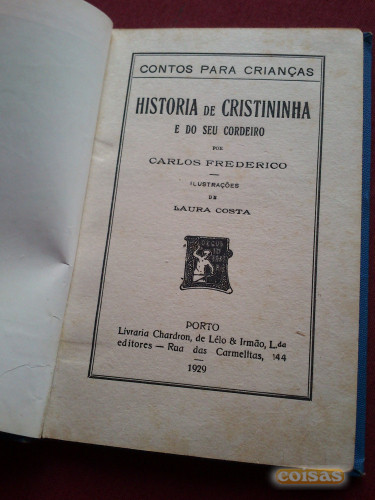 CONTOS PARA CRIANÇAS
HISTORIA DE CRISTININHA
E DO SEU CORDEIRO
POR
CARLOS FREDERICO
ILUSTRAÇÕES
DE
LAURA COSTA
PORTO
Livraria Chardron, de Lélo & Irmão, L.da
editores — Rua das Carmelitas, 144
1929
coisas